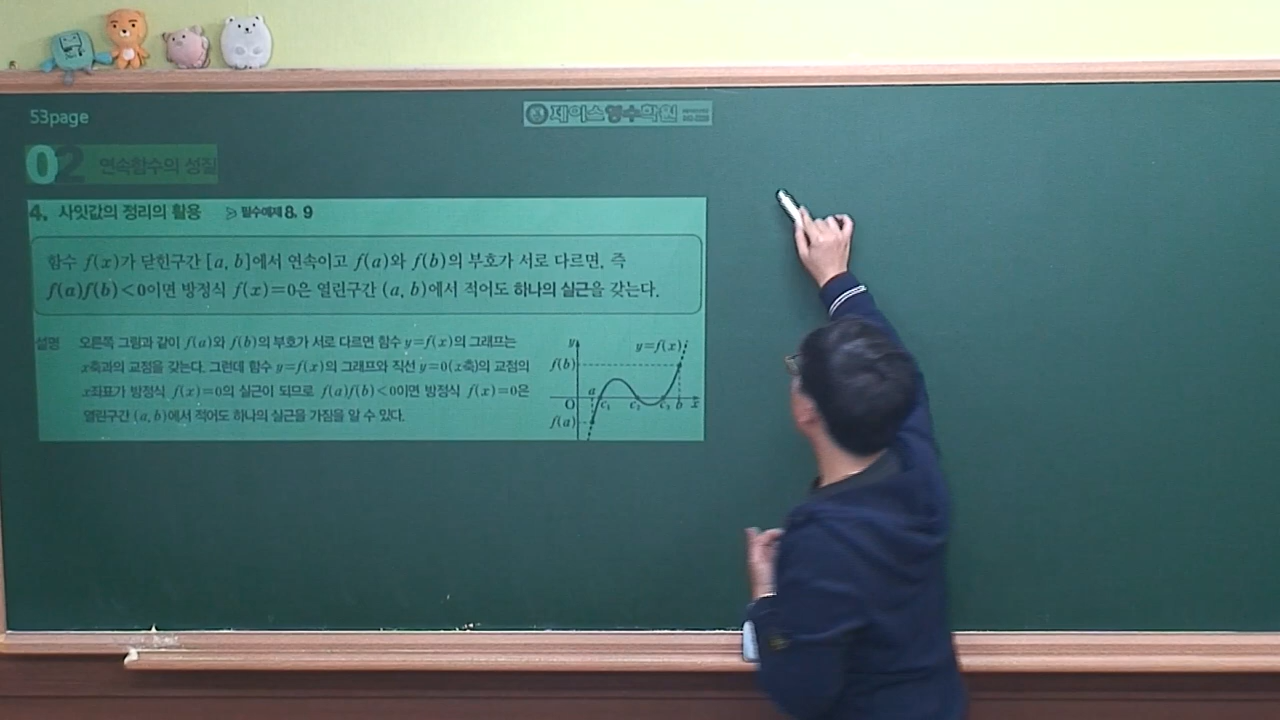 53page
제이스영수학원
02 연속함수의 성질
4. 사잇값의 정리의 활용 필수예제 8, 9
함수 f(x)가 닫힌구간 [a, b]에서 연속이고 f(a)와 f(b)의 부호가 서로 다르면, 즉
f(a)f(b)<0이면 방정식 f(x)=0은 열린구간 (a, b)에서 적어도 하나의 실근을 갖는다.
설명 오른쪽 그림과 같이 f(a)와 f(b)의 부호가 서로 다르면 함수 y=f(x)의 그래프는
x축과의 교점을 갖는다. 그런데 함수 y=f(x)의 그래프와 직선 y=0(x축)의 교점의
x좌표가 방정식 f(x)=0의 실근이 되므로 f(a)f(b)<0이면 방정식 f(x)=0은
열린구간 (a, b)에서 적어도 하나의 실근을 가짐을 알 수 있다.
y y=f(x)
f(b)
a
O c₁ c₂ c₃ b x
f(a)